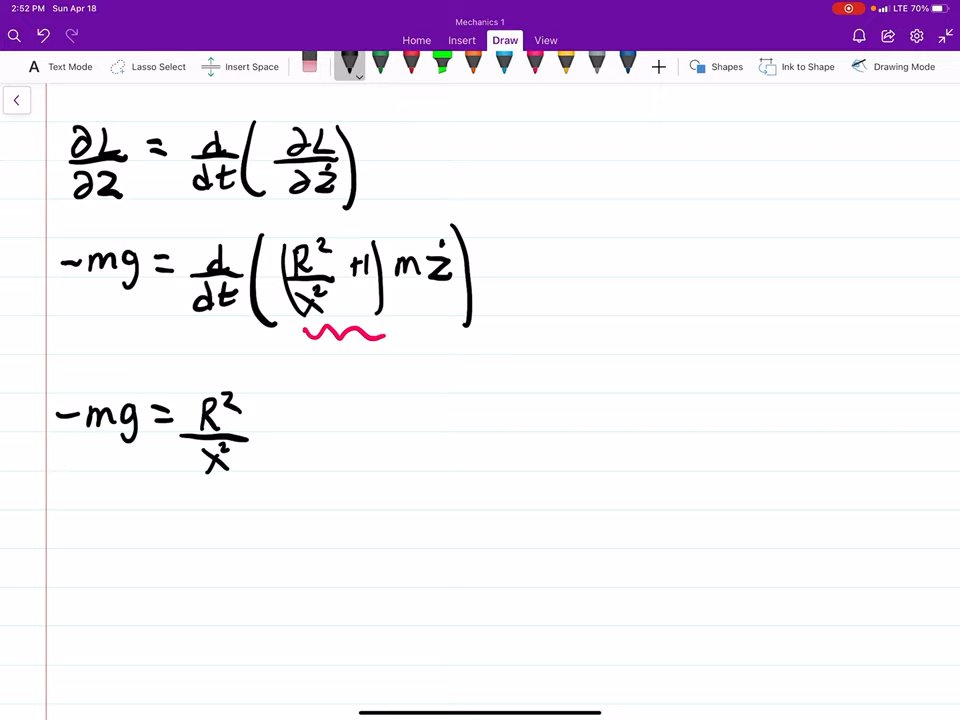 2:52 PM Sun Apr 18 LTE 70%
Mechanics 1
Home Insert Draw View
A Text Mode Lasso Select Insert Space Shapes Ink to Shape Drawing Mode
∂L/∂z = d/dt ( ∂L/∂ż )
-mg = d/dt ( (R²/x² +1) m ż )
-mg = R²/x²